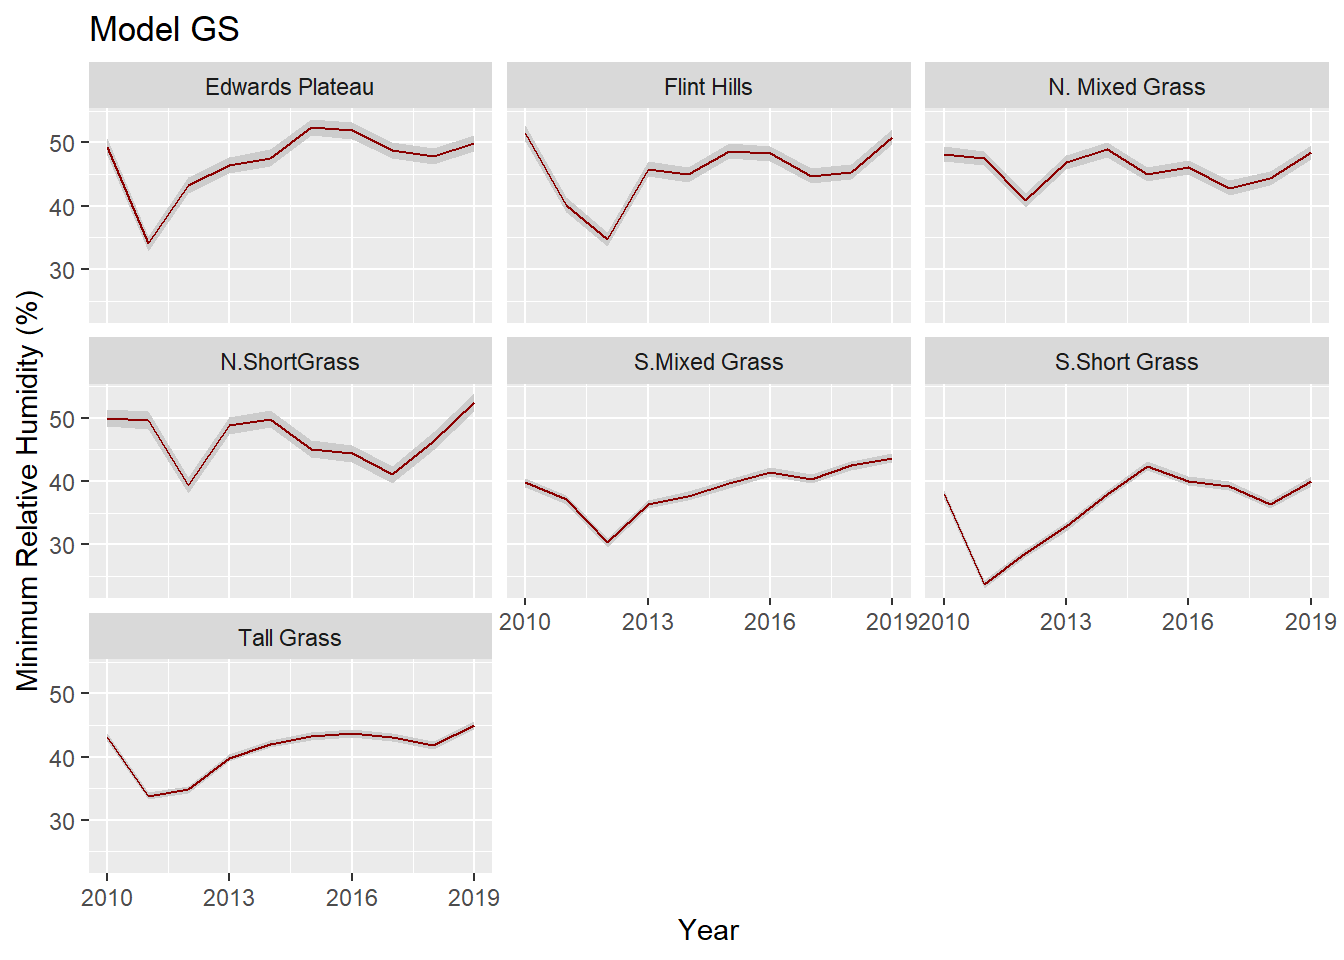 Model GS
Edwards Plateau
Flint Hills
N. Mixed Grass
50
40
30
N.ShortGrass
S.Mixed Grass
S.Short Grass
50
40
30
2010 2013 2016 2019
2010 2013 2016 2019
Tall Grass
50
40
30
2010 2013 2016 2019
Minimum Relative Humidity (%)
Year